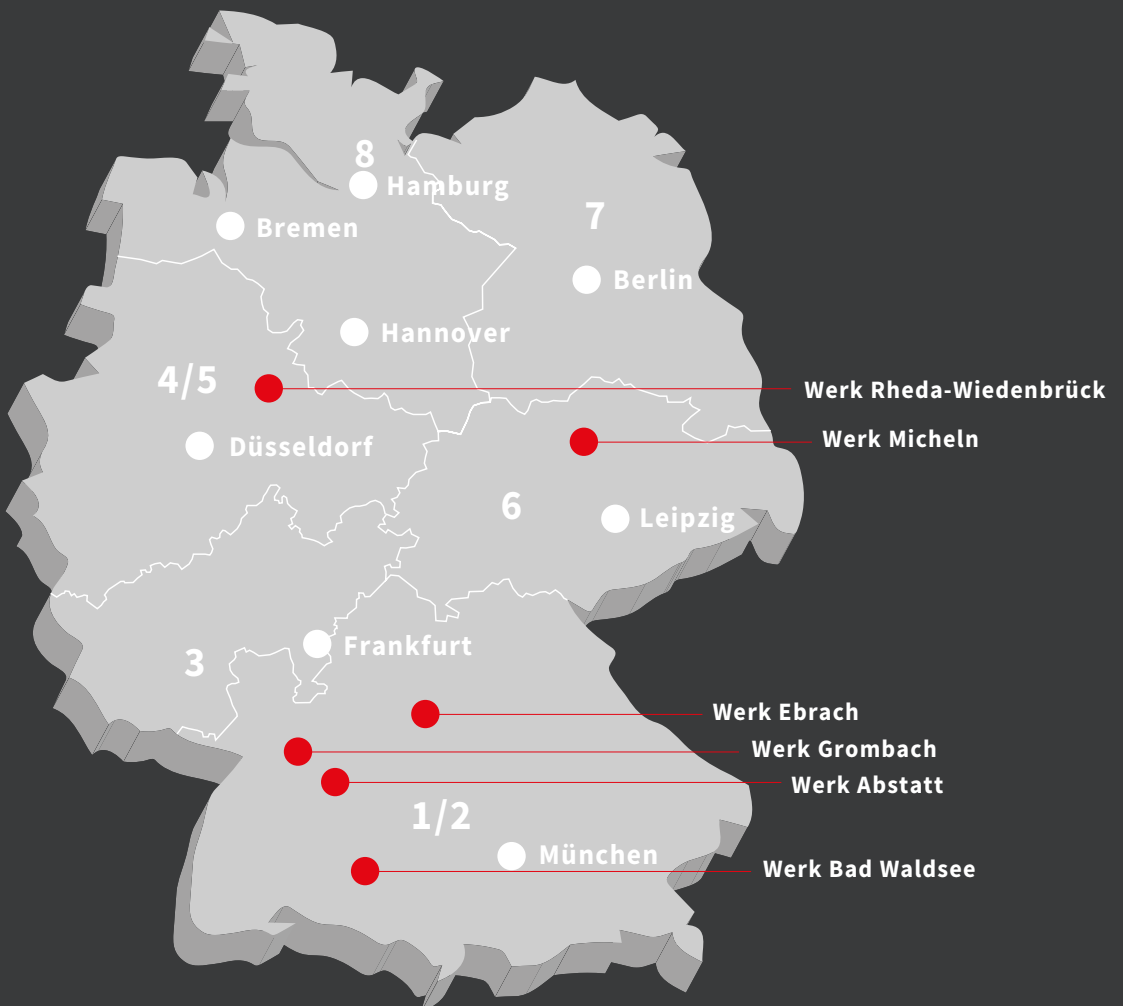 8
Hamburg
7
Bremen
Berlin
Hannover
4/5
Werk Rheda-Wiedenbrück
Düsseldorf
Werk Micheln
6
Leipzig
3
Frankfurt
Werk Ebrach
Werk Grombach
Werk Abstatt
1/2
München
Werk Bad Waldsee